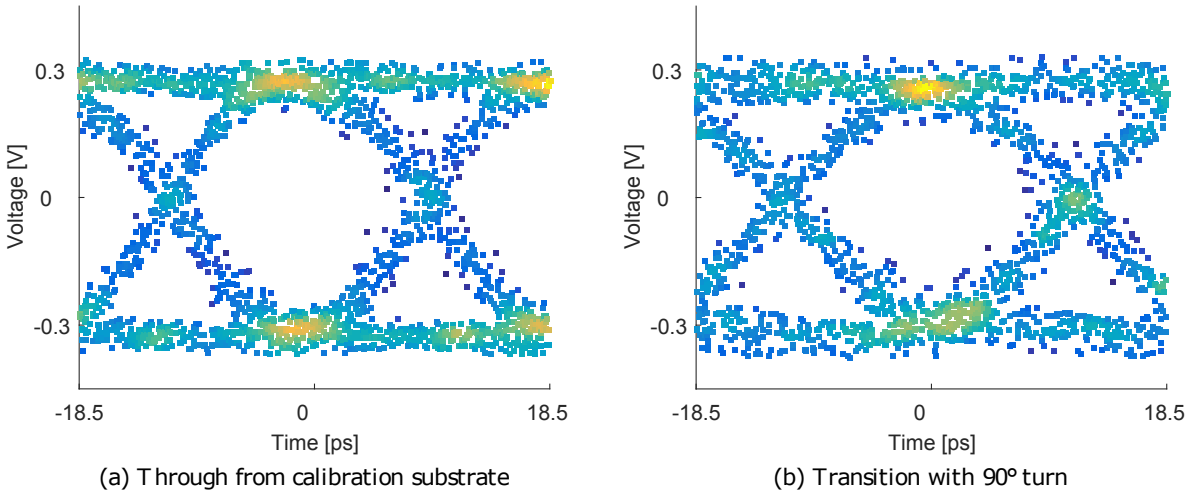 0.3
0
-0.3
Voltage [V]
-18.5 0 18.5
Time [ps]
(a) Through from calibration substrate
0.3
0
-0.3
Voltage [V]
-18.5 0 18.5
Time [ps]
(b) Transition with 90° turn